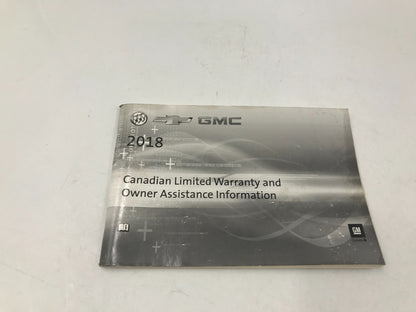 GMC
2018
Canadian Limited Warranty and
Owner Assistance Information
GM